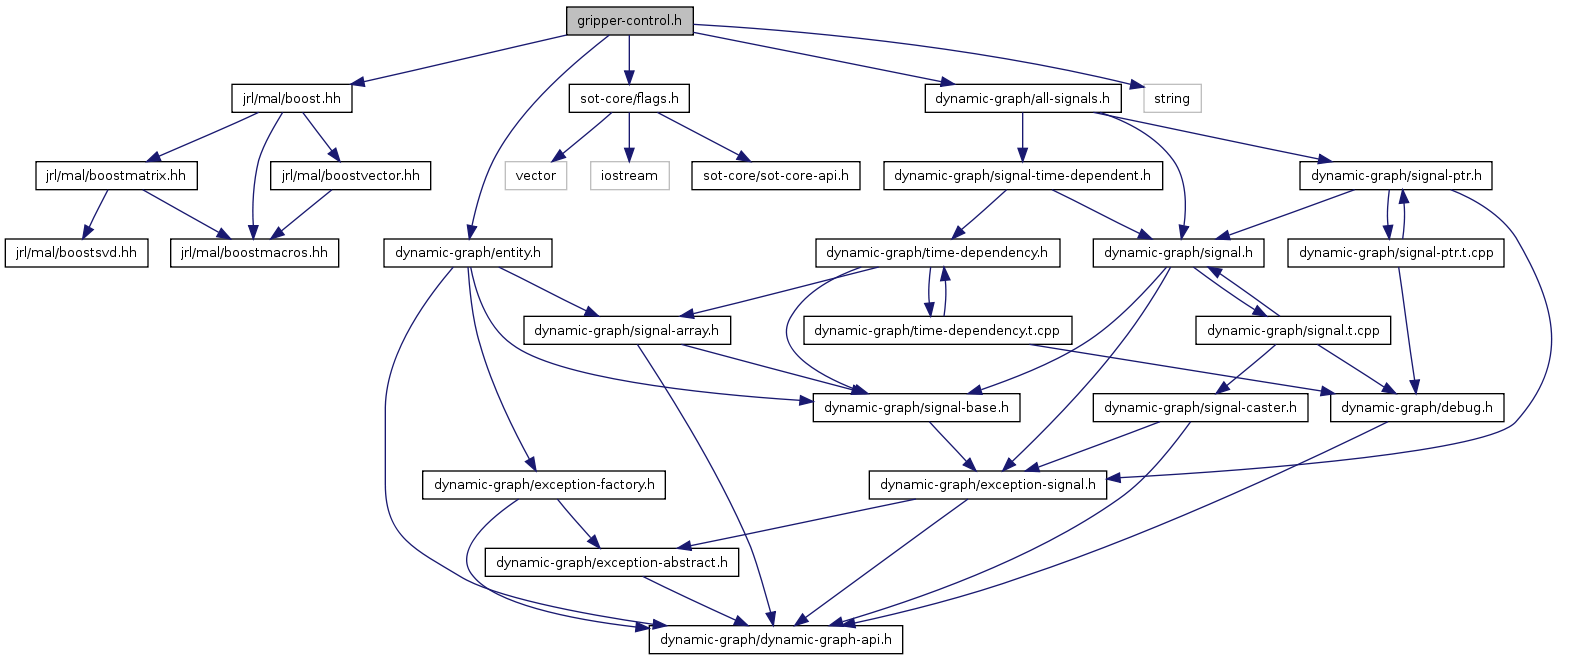 gripper-control.h
jrl/mal/boost.hh
sot-core/flags.h
dynamic-graph/all-signals.h
string
jrl/mal/boostmatrix.hh
jrl/mal/boostvector.hh
vector
iostream
sot-core/sot-core-api.h
dynamic-graph/signal-time-dependent.h
dynamic-graph/signal-ptr.h
jrl/mal/boostsvd.hh
jrl/mal/boostmacros.hh
dynamic-graph/entity.h
dynamic-graph/time-dependency.h
dynamic-graph/signal.h
dynamic-graph/signal-ptr.t.cpp
dynamic-graph/signal-array.h
dynamic-graph/time-dependency.t.cpp
dynamic-graph/signal.t.cpp
dynamic-graph/signal-base.h
dynamic-graph/signal-caster.h
dynamic-graph/debug.h
dynamic-graph/exception-factory.h
dynamic-graph/exception-signal.h
dynamic-graph/exception-abstract.h
dynamic-graph/dynamic-graph-api.h